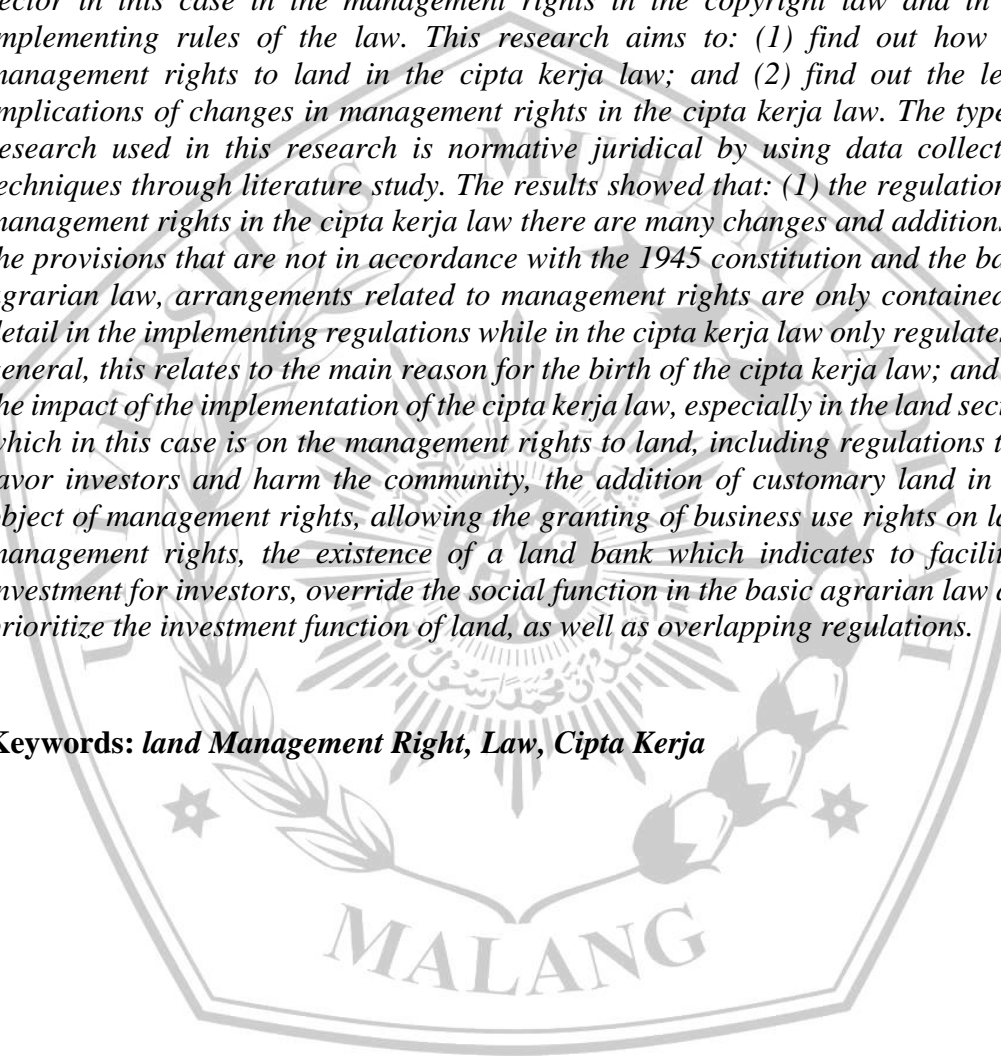 sector in this case in the management rights in the copyright law and in
implementing rules of the law. This research aims to: (1) find out how
management rights to land in the cipta kerja law; and (2) find out the le
implications of changes in management rights in the cipta kerja law. The type
research used in this research is normative juridical by using data collect
techniques through literature study. The results showed that: (1) the regulation
management rights in the cipta kerja law there are many changes and additions
the provisions that are not in accordance with the 1945 constitution and the ba
agrarian law, arrangements related to management rights are only contained
detail in the implementing regulations while in the cipta kerja law only regulates
general, this relates to the main reason for the birth of the cipta kerja law; and
the impact of the implementation of the cipta kerja law, especially in the land sect
which in this case is on the management rights to land, including regulations t
favor investors and harm the community, the addition of customary land in
object of management rights, allowing the granting of business use rights on la
management rights, the existence of a land bank which indicates to facilit
investment for investors, override the social function in the basic agrarian law
prioritize the investment function of land, as well as overlapping regulations.
Keywords: land Management Right, Law, Cipta Kerja
UNIVERSITAS MUHAMMADIYAH
MALANG